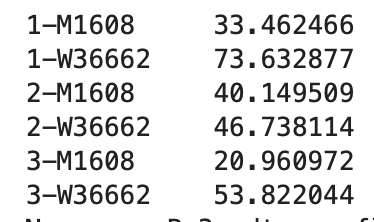 1-M1608 33.462466
1-W36662 73.632877
2-M1608 40.149509
2-W36662 46.738114
3-M1608 20.960972
3-W36662 53.822044